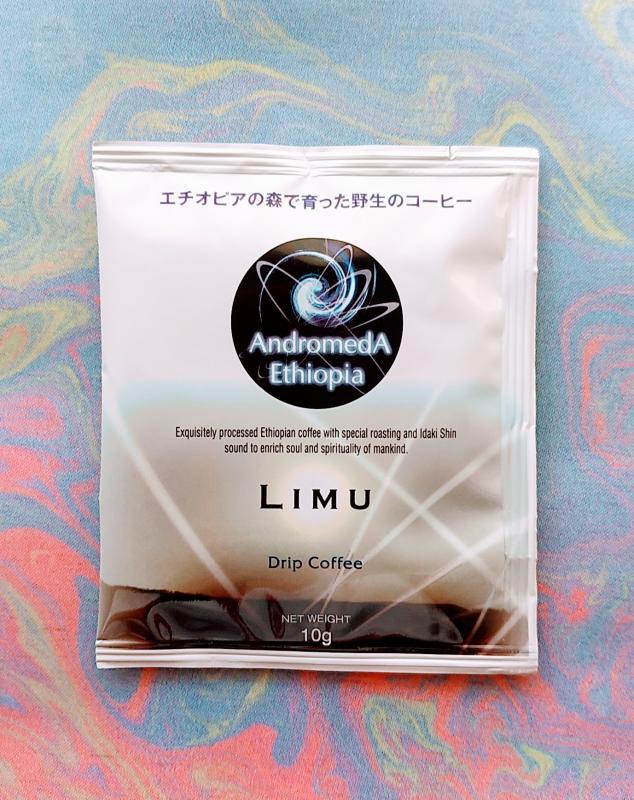 エチオピアの森で育った野生のコーヒー
AndromedA
Ethiopia
Exquisitely processed Ethiopian coffee with special roasting and Idaki Shin
sound to enrich soul and spirituality of mankind.
LIMU
Drip Coffee
NET WEIGHT
10g